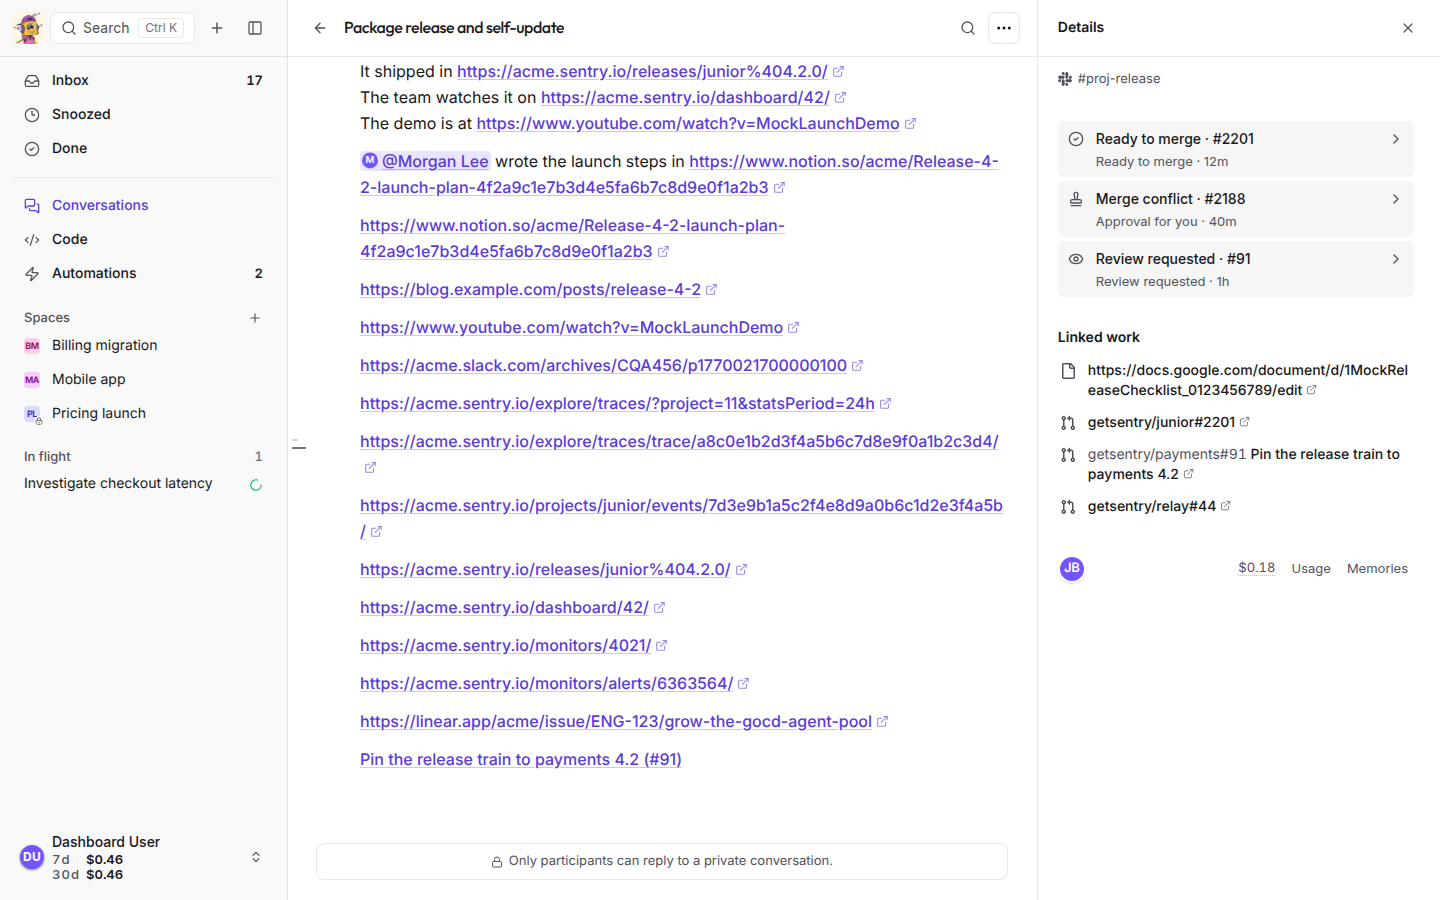 Search Ctrl K
Inbox 17
Snoozed
Done
Conversations
Code
Automations 2
Spaces
BM Billing migration
MA Mobile app
PL Pricing launch
In flight 1
Investigate checkout latency
DU Dashboard User
7d $0.46
30d $0.46
Package release and self-update
It shipped in https://acme.sentry.io/releases/junior%404.2.0/
The team watches it on https://acme.sentry.io/dashboard/42/
The demo is at https://www.youtube.com/watch?v=MockLaunchDemo
M @Morgan Lee wrote the launch steps in https://www.notion.so/acme/Release-4-
2-launch-plan-4f2a9c1e7b3d4e5fa6b7c8d9e0f1a2b3
https://www.notion.so/acme/Release-4-2-launch-plan-
4f2a9c1e7b3d4e5fa6b7c8d9e0f1a2b3
https://blog.example.com/posts/release-4-2
https://www.youtube.com/watch?v=MockLaunchDemo
https://acme.slack.com/archives/CQA456/p1770021700000100
https://acme.sentry.io/explore/traces/?project=11&statsPeriod=24h
https://acme.sentry.io/explore/traces/trace/a8c0e1b2d3f4a5b6c7d8e9f0a1b2c3d4/
https://acme.sentry.io/projects/junior/events/7d3e9b1a5c2f4e8d9a0b6c1d2e3f4a5b
/
https://acme.sentry.io/releases/junior%404.2.0/
https://acme.sentry.io/dashboard/42/
https://acme.sentry.io/monitors/4021/
https://acme.sentry.io/monitors/alerts/6363564/
https://linear.app/acme/issue/ENG-123/grow-the-gocd-agent-pool
Pin the release train to payments 4.2 (#91)
Only participants can reply to a private conversation.
Details
#proj-release
Ready to merge · #2201
Ready to merge · 12m
Merge conflict · #2188
Approval for you · 40m
Review requested · #91
Review requested · 1h
Linked work
https://docs.google.com/document/d/1MockRel
easeChecklist_0123456789/edit
getsentry/junior#2201
getsentry/payments#91 Pin the release train to
payments 4.2
getsentry/relay#44
JB $0.18 Usage Memories